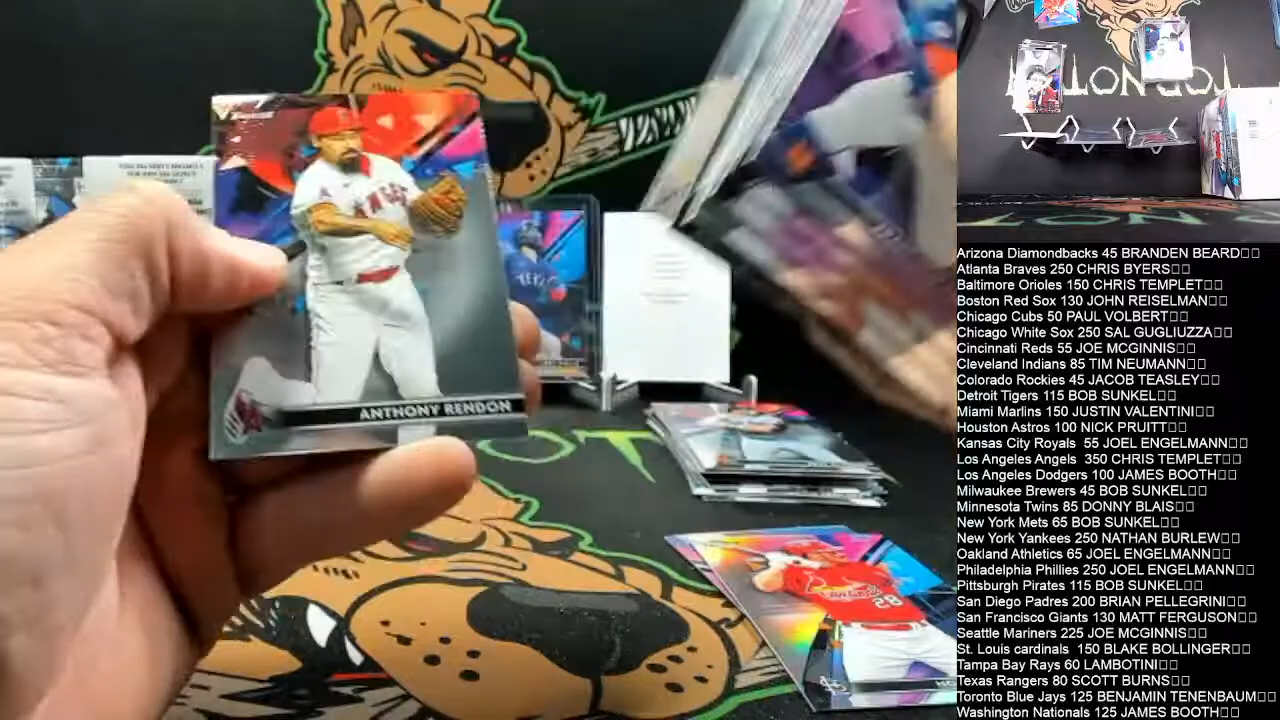 ANTHONY RENDON
ANGE
28
NOT
TOP NOT
R NOT
Arizona Diamondbacks 45 BRANDEN BEARD
Atlanta Braves 250 CHRIS BYERS
Baltimore Orioles 150 CHRIS TEMPLET
Boston Red Sox 130 JOHN REISELMAN
Chicago Cubs 50 PAUL VOLBERT
Chicago White Sox 250 SAL GUGLIUZZA
Cincinnati Reds 55 JOE MCGINNIS
Cleveland Indians 85 TIM NEUMANN
Colorado Rockies 45 JACOB TEASLEY
Detroit Tigers 115 BOB SUNKEL
Miami Marlins 150 JUSTIN VALENTINI
Houston Astros 100 NICK PRUITT
Kansas City Royals 55 JOEL ENGELMANN
Los Angeles Angels 350 CHRIS TEMPLET
Los Angeles Dodgers 100 JAMES BOOTH
Milwaukee Brewers 45 BOB SUNKEL
Minnesota Twins 85 DONNY BLAIS
New York Mets 65 BOB SUNKEL
New York Yankees 250 NATHAN BURLEW
Oakland Athletics 65 JOEL ENGELMANN
Philadelphia Phillies 250 JOEL ENGELMANN
Pittsburgh Pirates 115 BOB SUNKEL
San Diego Padres 200 BRIAN PELLEGRINI
San Francisco Giants 130 MATT FERGUSON
Seattle Mariners 225 JOE MCGINNIS
St. Louis cardinals 150 BLAKE BOLLINGER
Tampa Bay Rays 60 LAMBOTINI
Texas Rangers 80 SCOTT BURNS
Toronto Blue Jays 125 BENJAMIN TENENBAUM
Washington Nationals 125 JAMES BOOTH